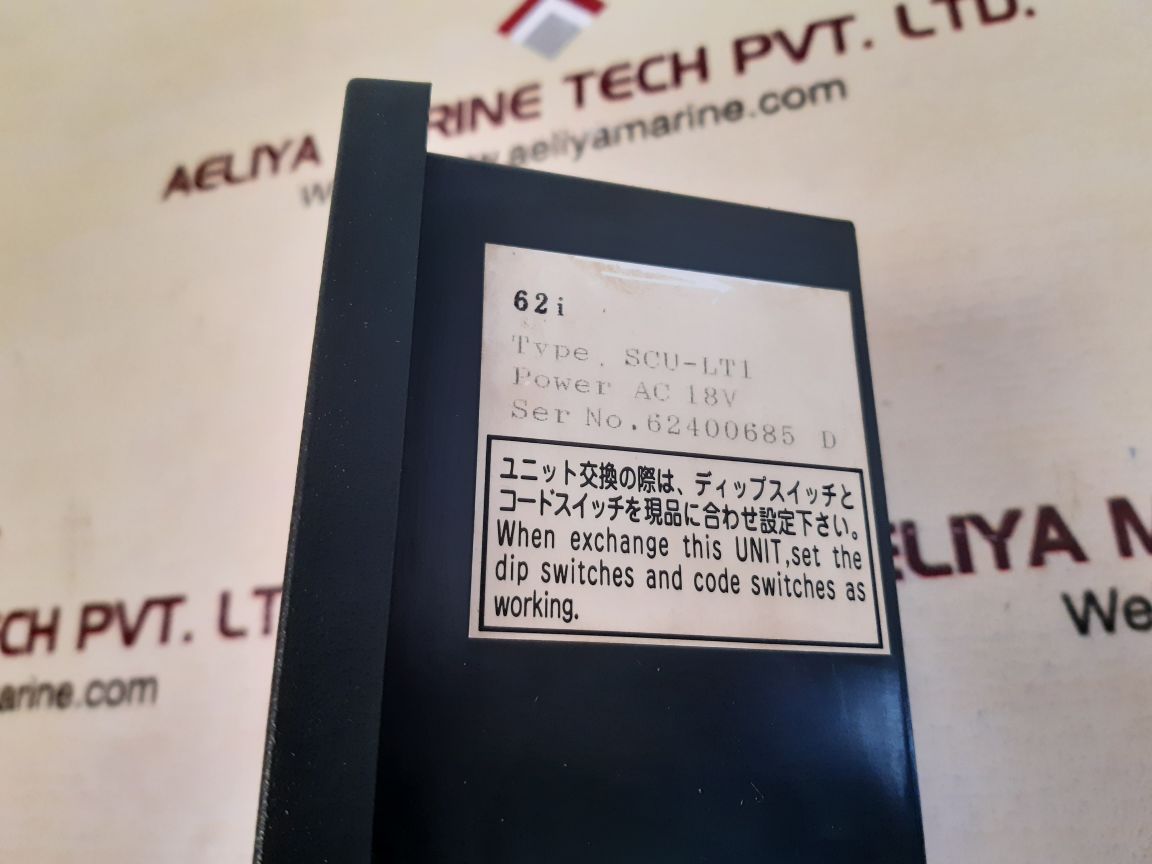 AELIYA MARINE TECH PVT. LTD.
www.aeliyamarine.com
62i
Type. SCU-LT1
Power AC 18V
Ser No.62400685 D
ユニット交換の際は、ディップスイッチと
コードスイッチを現品に合わせ設定下さい。
When exchange this UNIT,set the
dip switches and code switches as
working.
ELIYA M
We
CH PVT. LT
arine.com